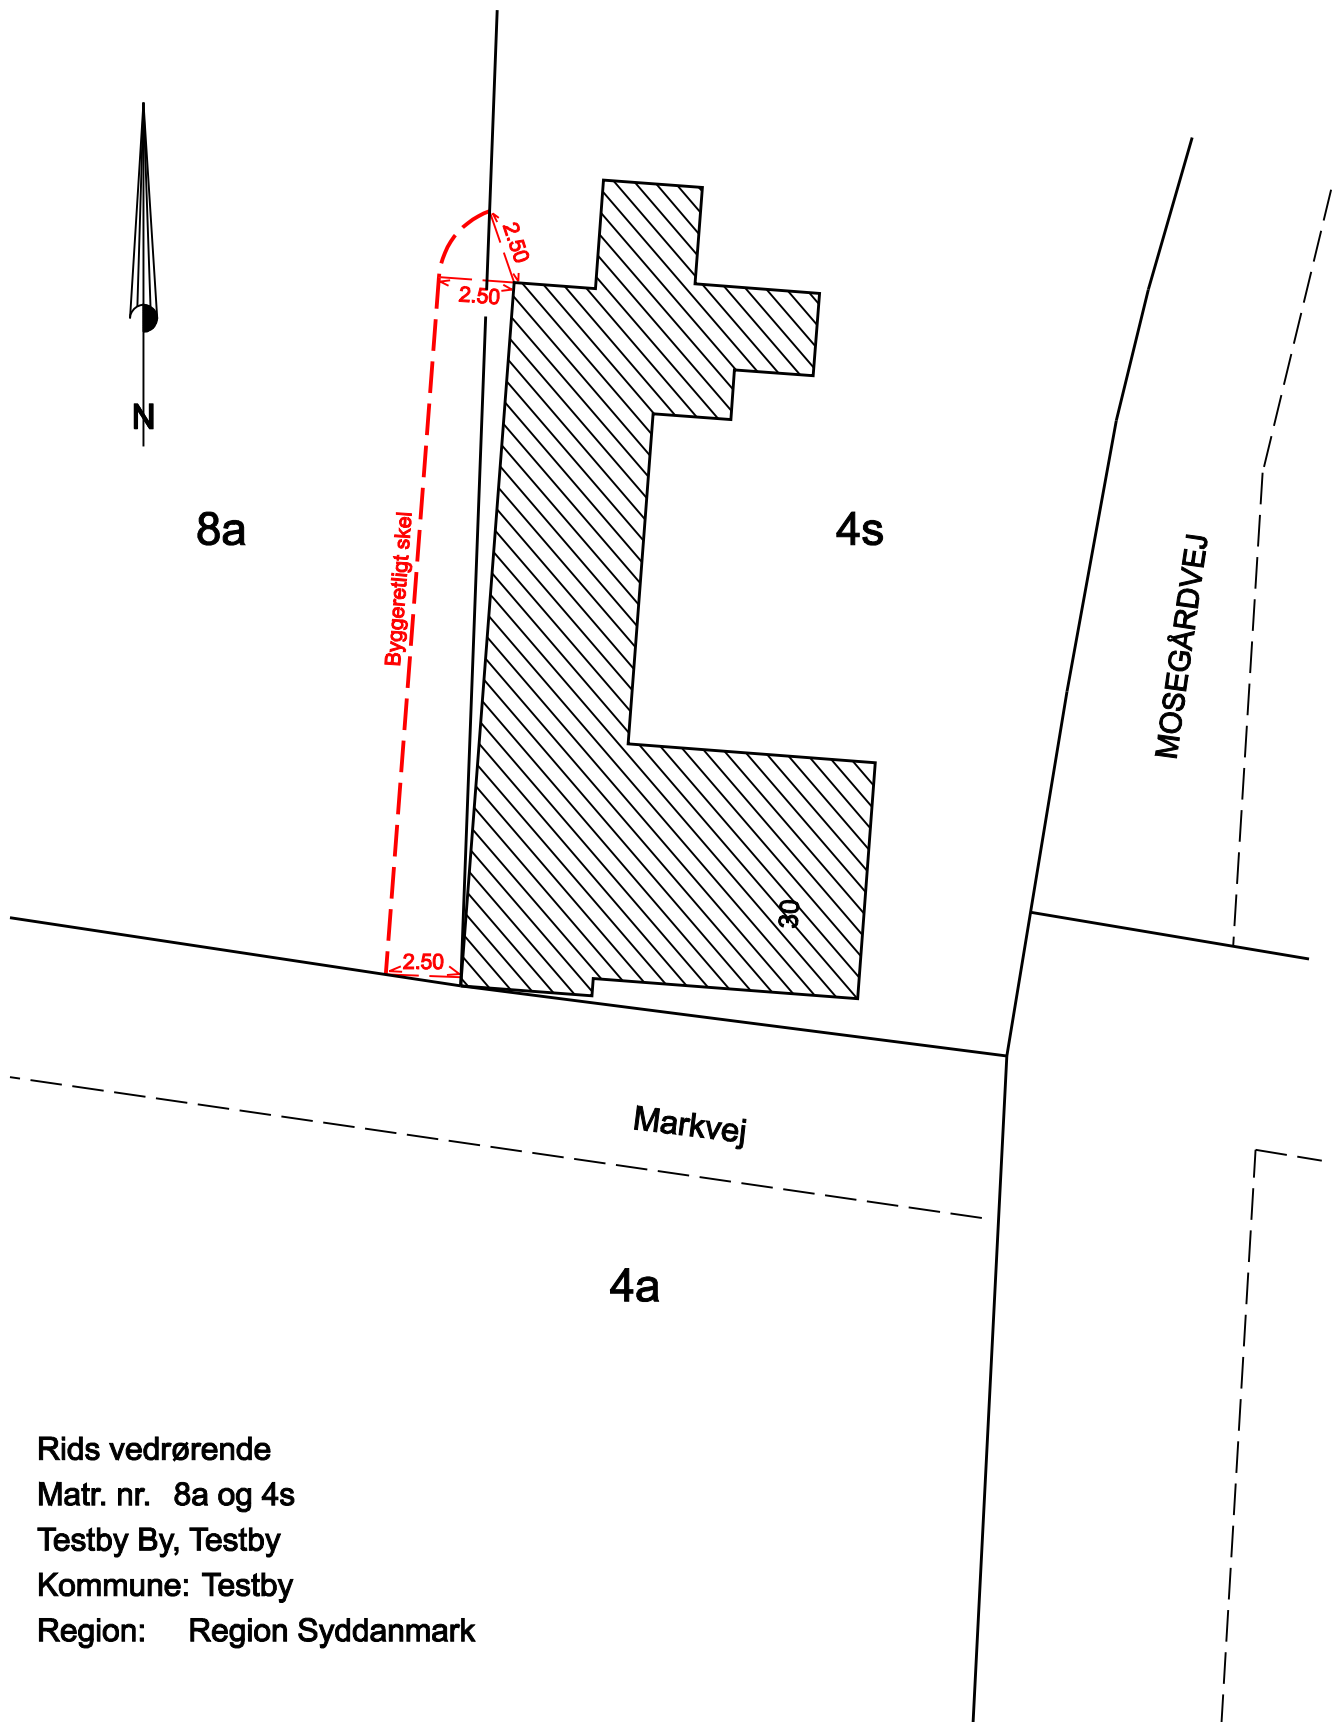 2.50
2.50
N
8a
4s
Byggeretligt skel
MOSEGÅRDVEJ
30
2.50
Markvej
4a
Rids vedrørende
Matr. nr. 8a og 4s
Testby By, Testby
Kommune: Testby
Region: Region Syddanmark